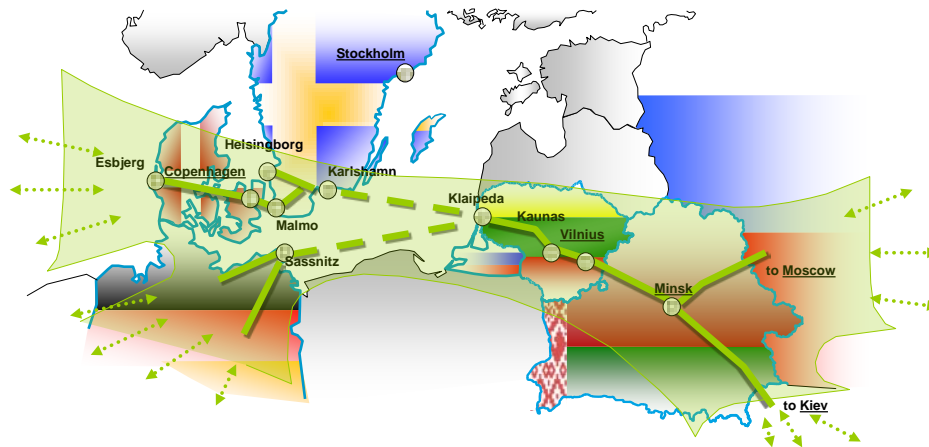 Stockholm
Helsingborg
Esbjerg
Copenhagen
Karlshamn
Klaipeda
Malmo
Kaunas
Vilnius
Sassnitz
to Moscow
Minsk
to Kiev